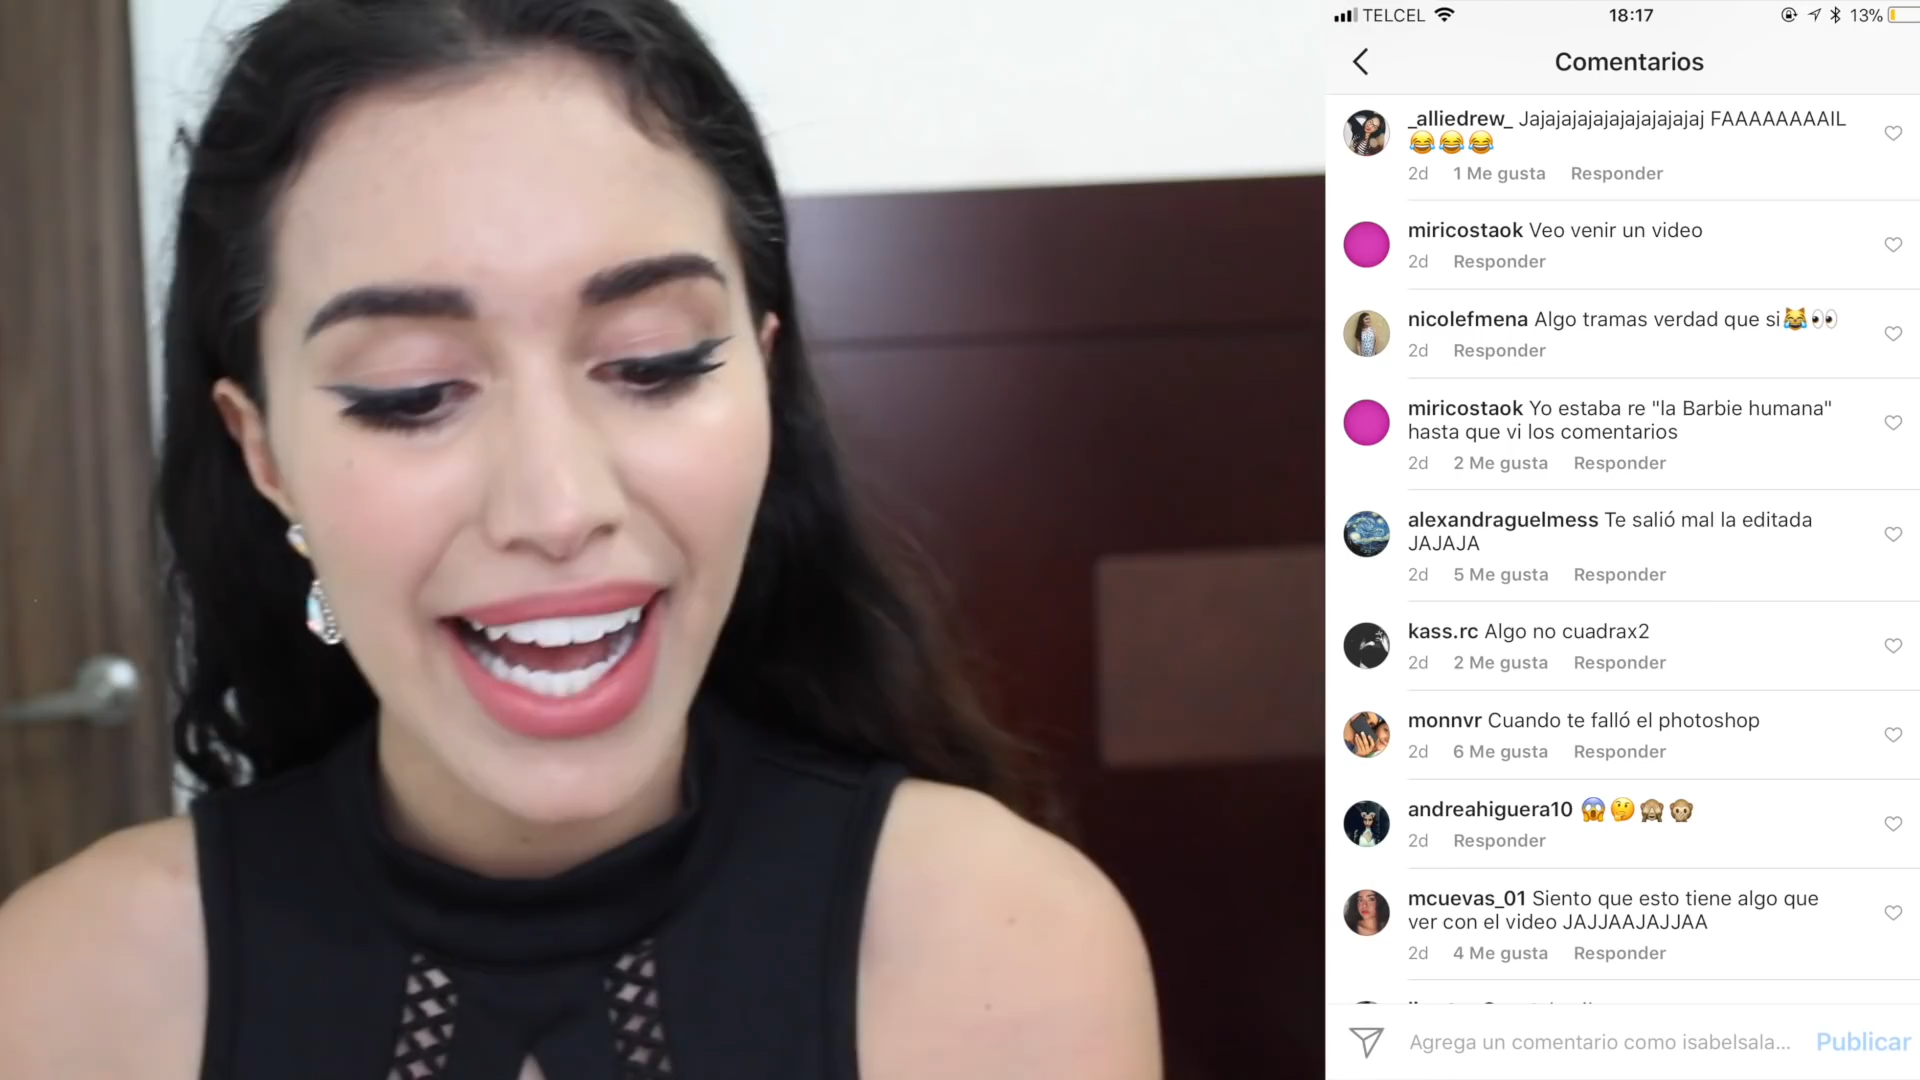 TELCEL 18:17 13%
Comentarios
_alliedrew_ Jajajajajajajajajajajaj FAAAAAAAAIL
😂😂😂
2d 1 Me gusta Responder
miricostaok Veo venir un video
2d Responder
nicolefmena Algo tramas verdad que si😹👀
2d Responder
miricostaok Yo estaba re "la Barbie humana"
hasta que vi los comentarios
2d 2 Me gusta Responder
alexandraguelmess Te salió mal la editada
JAJAJA
2d 5 Me gusta Responder
kass.rc Algo no cuadrax2
2d 2 Me gusta Responder
monnvr Cuando te falló el photoshop
2d 6 Me gusta Responder
andreahiguera10 😱🤔🙈🐵
2d Responder
mcuevas_01 Siento que esto tiene algo que
ver con el video JAJJAAJAJJAA
2d 4 Me gusta Responder
Agrega un comentario como isabelsala... Publicar